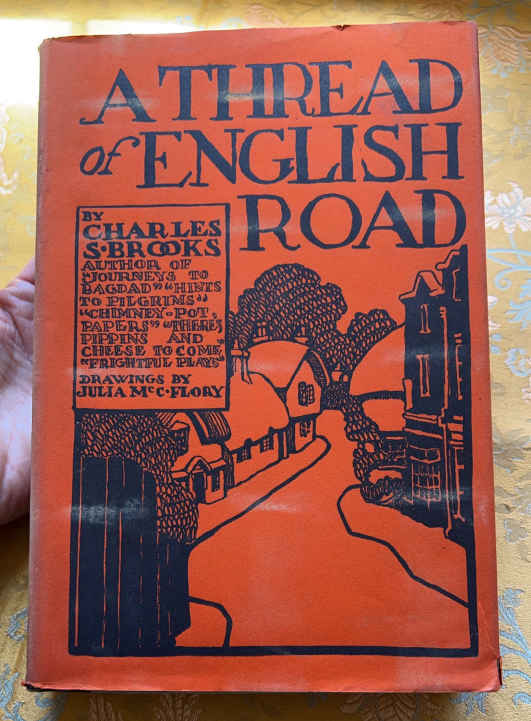 A THREAD
of ENGLISH
ROAD
BY
CHARLES
S·BROOKS
AUTHOR OF
"JOURNEYS TO
BAGDAD" "HINTS
TO PILGRIMS"
"CHIMNEY-POT
PAPERS" "THERE'S
PIPPINS AND
CHEESE TO COME"
"FRIGHTFUL PLAYS"
DRAWINGS BY
JULIA McC·FLORY